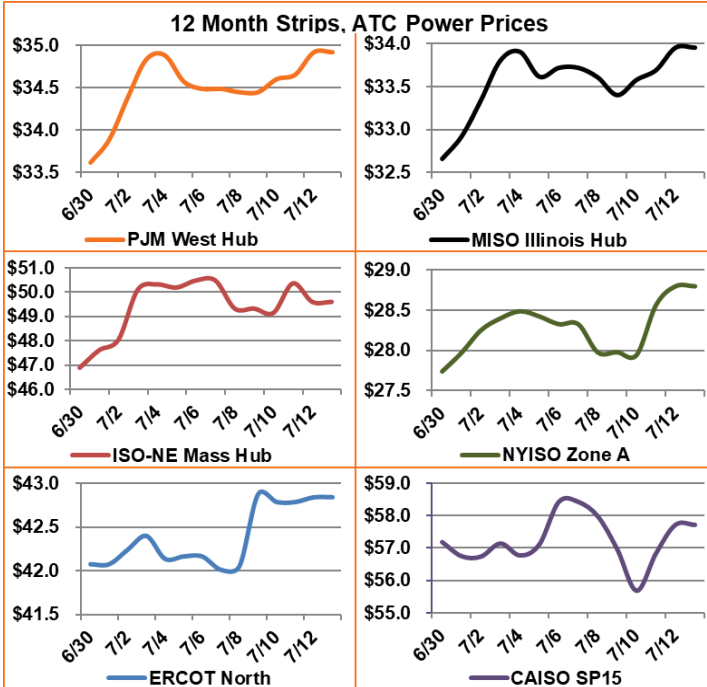 12 Month Strips, ATC Power Prices
$35.0
$34.5
$34.0
$33.5
6/30 7/2 7/4 7/6 7/8 7/10 7/12
PJM West Hub
$34.0
$33.5
$33.0
$32.5
6/30 7/2 7/4 7/6 7/8 7/10 7/12
MISO Illinois Hub
$51.0
$50.0
$49.0
$48.0
$47.0
$46.0
6/30 7/2 7/4 7/6 7/8 7/10 7/12
ISO-NE Mass Hub
$29.0
$28.5
$28.0
$27.5
6/30 7/2 7/4 7/6 7/8 7/10 7/12
NYISO Zone A
$43.0
$42.5
$42.0
$41.5
6/30 7/2 7/4 7/6 7/8 7/10 7/12
ERCOT North
$59.0
$58.0
$57.0
$56.0
$55.0
6/30 7/2 7/4 7/6 7/8 7/10 7/12
CAISO SP15